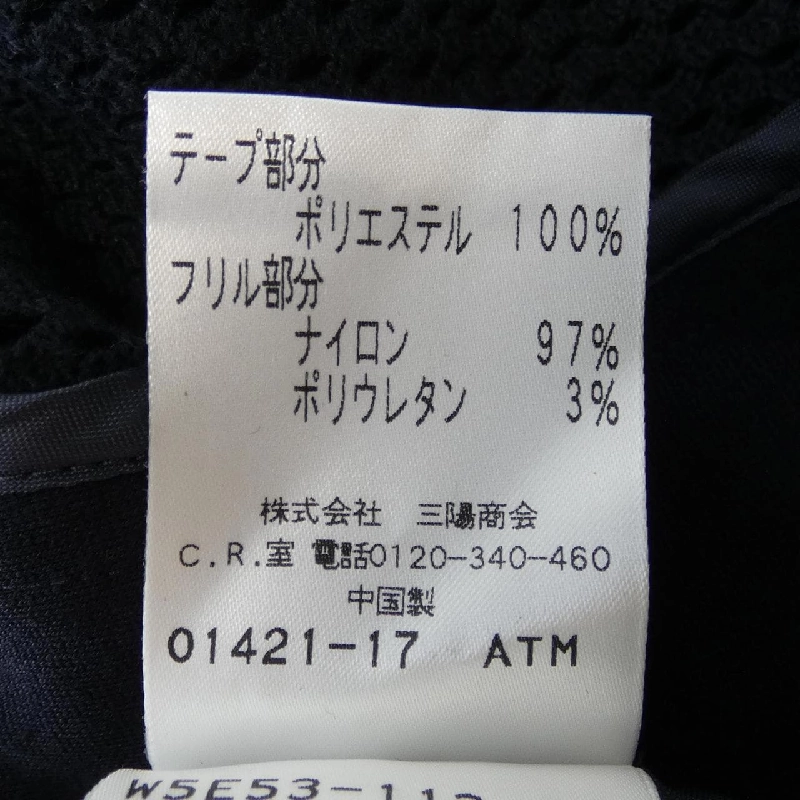 テープ部分
ポリエステル 100%
フリル部分
ナイロン 97%
ポリウレタン 3%
株式会社 三陽商会
C.R.室 電話0120-340-460
中国製
01421-17 ATM
W5E53-112